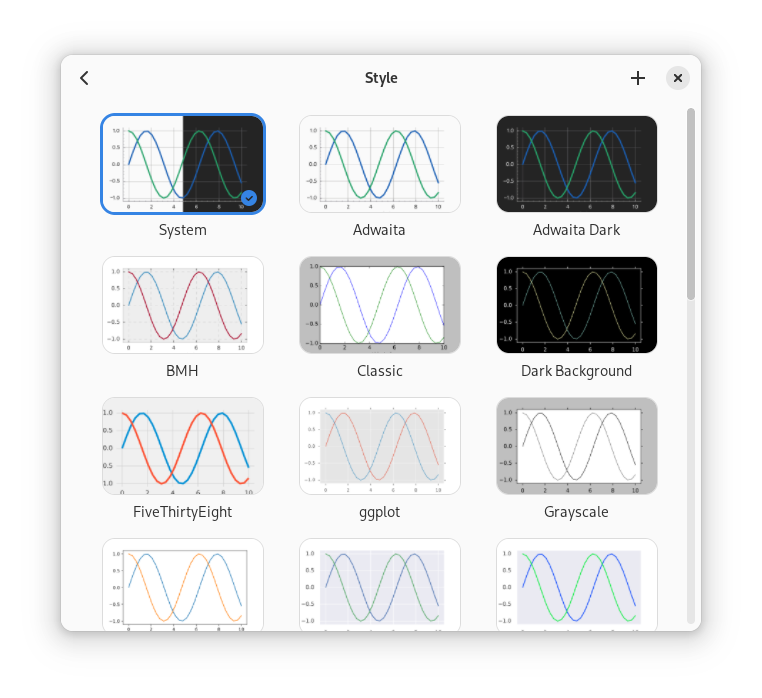 Style
System
Adwaita
Adwaita Dark
BMH
Classic
Dark Background
FiveThirtyEight
ggplot
Grayscale